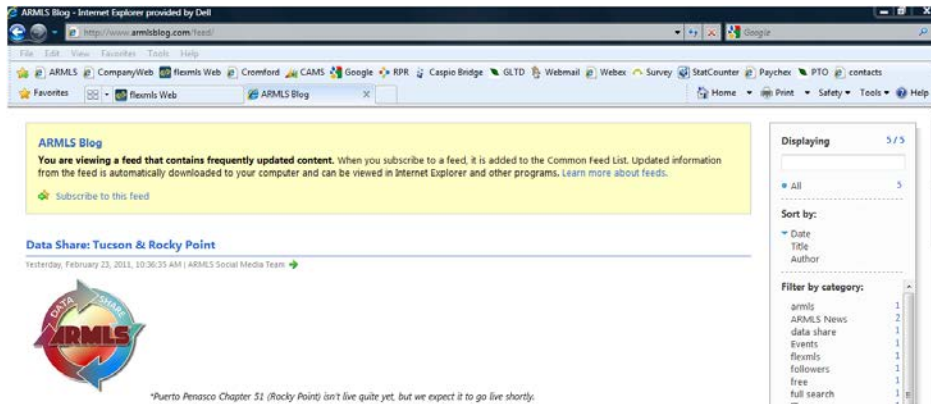 ARMLS Blog - Internet Explorer provided by Dell
http://www.armlsblog.com/feed/
Google
File Edit View Favorites Tools Help
ARMLS CompanyWeb flexmls Web Cromford CAMS Google RPR Caspio Bridge GLTD Webmail Webex Survey StatCounter Paychex PTO contacts
Favorites flexmls Web ARMLS Blog X Home Print Safety Tools Help
ARMLS Blog
You are viewing a feed that contains frequently updated content. When you subscribe to a feed, it is added to the Common Feed List. Updated information
from the feed is automatically downloaded to your computer and can be viewed in Internet Explorer and other programs. Learn more about feeds.
Subscribe to this feed
Data Share: Tucson & Rocky Point
Yesterday, February 23, 2011, 10:36:35 AM | ARMLS Social Media Team
DATA SHARE
ARMLS
*Puerto Penasco Chapter 51 (Rocky Point) isn't live quite yet, but we expect it to go live shortly.
Displaying 5 / 5
All 5
Sort by:
Date
Title
Author
Filter by category:
armls 1
ARMLS News 2
data share 1
Events 1
flexmls 1
followers 1
free 1
full search 1